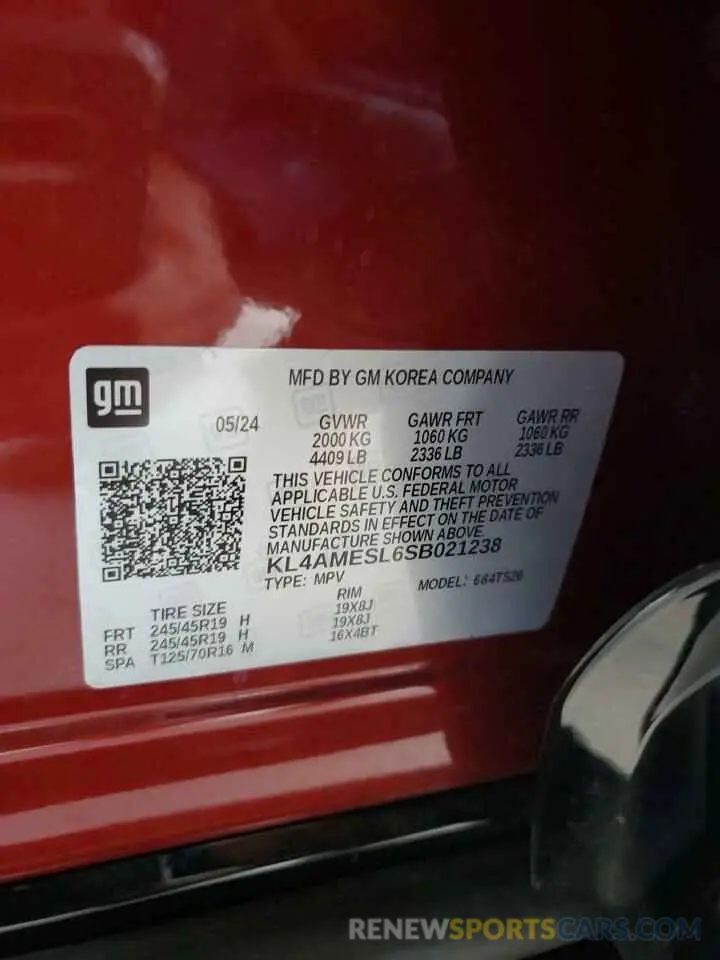 gm
MFD BY GM KOREA COMPANY
05/24
GVWR GAWR FRT GAWR RR
2000 KG 1060 KG 1060 KG
4409 LB 2336 LB 2336 LB
THIS VEHICLE CONFORMS TO ALL
APPLICABLE U.S. FEDERAL MOTOR
VEHICLE SAFETY AND THEFT PREVENTION
STANDARDS IN EFFECT ON THE DATE OF
MANUFACTURE SHOWN ABOVE.
KL4AMESL6SB021238
TYPE: MPV MODEL: 684TS26
TIRE SIZE RIM
FRT 245/45R19 H 19X8J
RR 245/45R19 H 19X8J
SPA T125/70R16 M 16X4BT
RENEWSPORTSCARS.COM